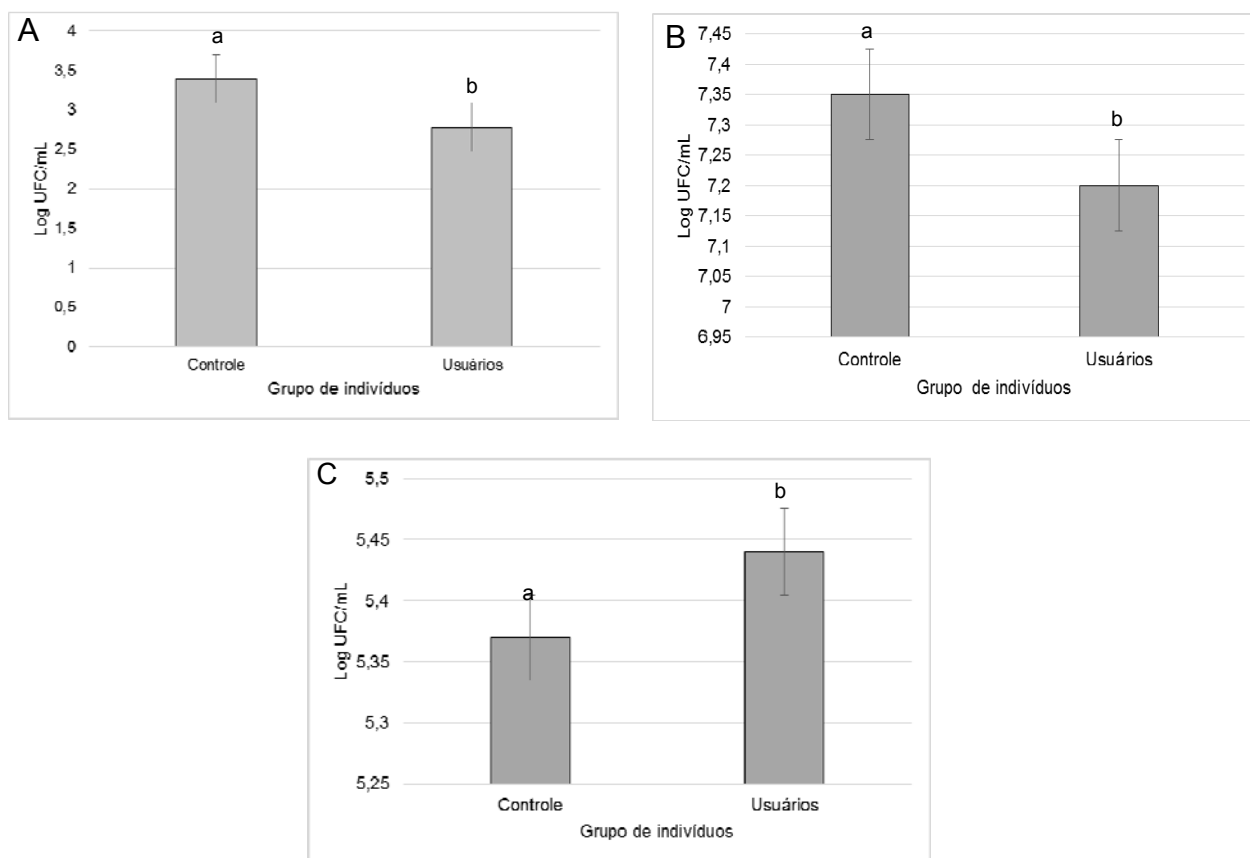 A
4
3,5
3
2,5
2
1,5
1
0,5
0
Log UFC/mL
a
b
Controle
Usuários
Grupo de indivíduos
B
7,45
7,4
7,35
7,3
7,25
7,2
7,15
7,1
7,05
7
6,95
Log UFC/mL
a
b
Controle
Usuários
Grupo de indivíduos
C
5,5
5,45
5,4
5,35
5,3
5,25
Log UFC/mL
a
b
Controle
Usuários
Grupo de indivíduos